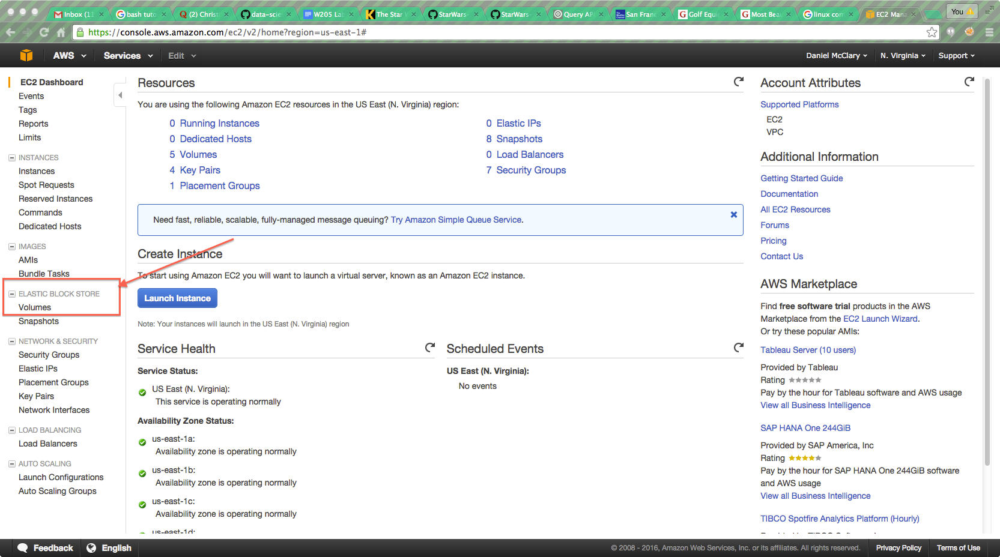 Inbox (11
bash tuto
(2) Christ
data-scie
W205 La
The Star W
StarWars-
StarWars-
Query AP
San Franc
Golf Equi
Most Bea
linux com
EC2 Mana
You
https://console.aws.amazon.com/ec2/v2/home?region=us-east-1#
AWS
Services
Edit
Daniel McClary
N. Virginia
Support
EC2 Dashboard
Events
Tags
Reports
Limits
INSTANCES
Instances
Spot Requests
Reserved Instances
Commands
Dedicated Hosts
IMAGES
AMIs
Bundle Tasks
ELASTIC BLOCK STORE
Volumes
Snapshots
NETWORK & SECURITY
Security Groups
Elastic IPs
Placement Groups
Key Pairs
Network Interfaces
LOAD BALANCING
Load Balancers
AUTO SCALING
Launch Configurations
Auto Scaling Groups
Resources
You are using the following Amazon EC2 resources in the US East (N. Virginia) region:
0 Running Instances
0 Dedicated Hosts
5 Volumes
4 Key Pairs
1 Placement Groups
0 Elastic IPs
8 Snapshots
0 Load Balancers
7 Security Groups
Need fast, reliable, scalable, fully-managed message queuing? Try Amazon Simple Queue Service.
Create Instance
To start using Amazon EC2 you will want to launch a virtual server, known as an Amazon EC2 instance.
Launch Instance
Note: Your instances will launch in the US East (N. Virginia) region
Service Health
Service Status:
US East (N. Virginia):
This service is operating normally
Availability Zone Status:
us-east-1a:
Availability zone is operating normally
us-east-1b:
Availability zone is operating normally
us-east-1c:
Availability zone is operating normally
us-east-1d:
Scheduled Events
US East (N. Virginia):
No events
Account Attributes
Supported Platforms
EC2
VPC
Additional Information
Getting Started Guide
Documentation
All EC2 Resources
Forums
Pricing
Contact Us
AWS Marketplace
Find free software trial products in the AWS
Marketplace from the EC2 Launch Wizard.
Or try these popular AMIs:
Tableau Server (10 users)
Provided by Tableau
Rating
Pay by the hour for Tableau software and AWS usage
View all Business Intelligence
SAP HANA One 244GiB
Provided by SAP America, Inc
Rating
Pay by the hour for SAP HANA One 244GiB software
and AWS usage
View all Business Intelligence
TIBCO Spotfire Analytics Platform (Hourly)
Feedback
English
© 2008 - 2016, Amazon Web Services, Inc. or its affiliates. All rights reserved.
Privacy Policy
Terms of Use